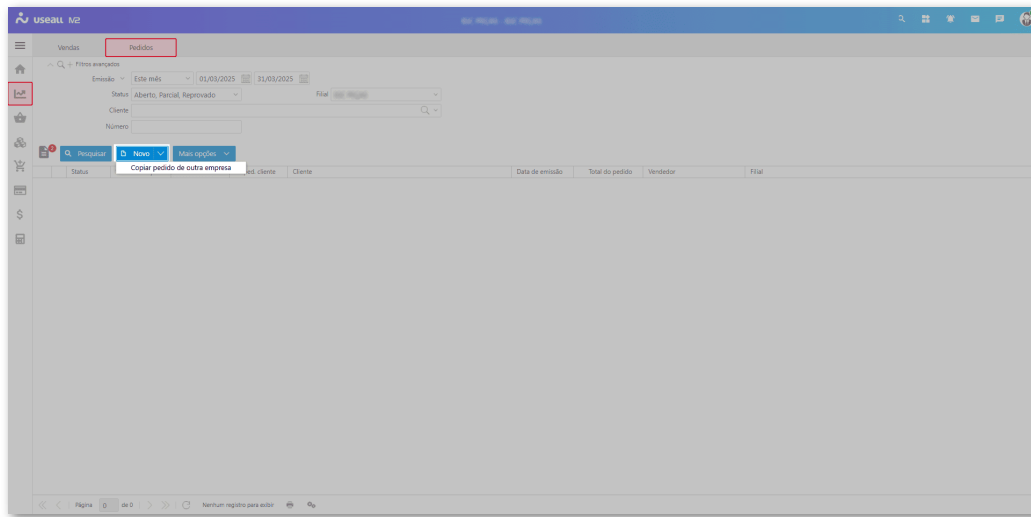 useall M2
Vendas Pedidos
Filtros avançados
Emissão Este mês 01/03/2025 31/03/2025
Status Aberto, Parcial, Reprovado Filial
Cliente
Número
2 Pesquisar Novo Mais opções
Copiar pedido de outra empresa
Status ped. cliente Cliente Data de emissão Total do pedido Vendedor Filial
Página 0 de 0 Nenhum registro para exibir